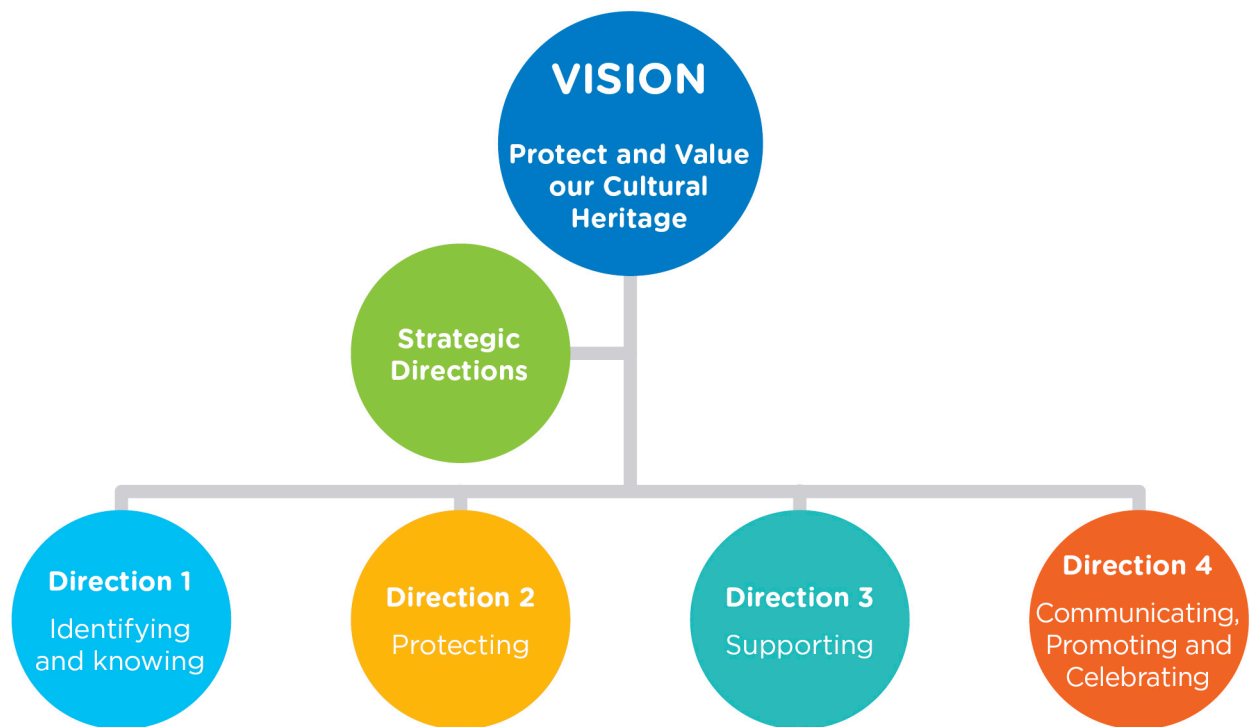 VISION
Protect and Value
our Cultural
Heritage
Strategic
Directions
Direction 1
Identifying
and knowing
Direction 2
Protecting
Direction 3
Supporting
Direction 4
Communicating,
Promoting and
Celebrating